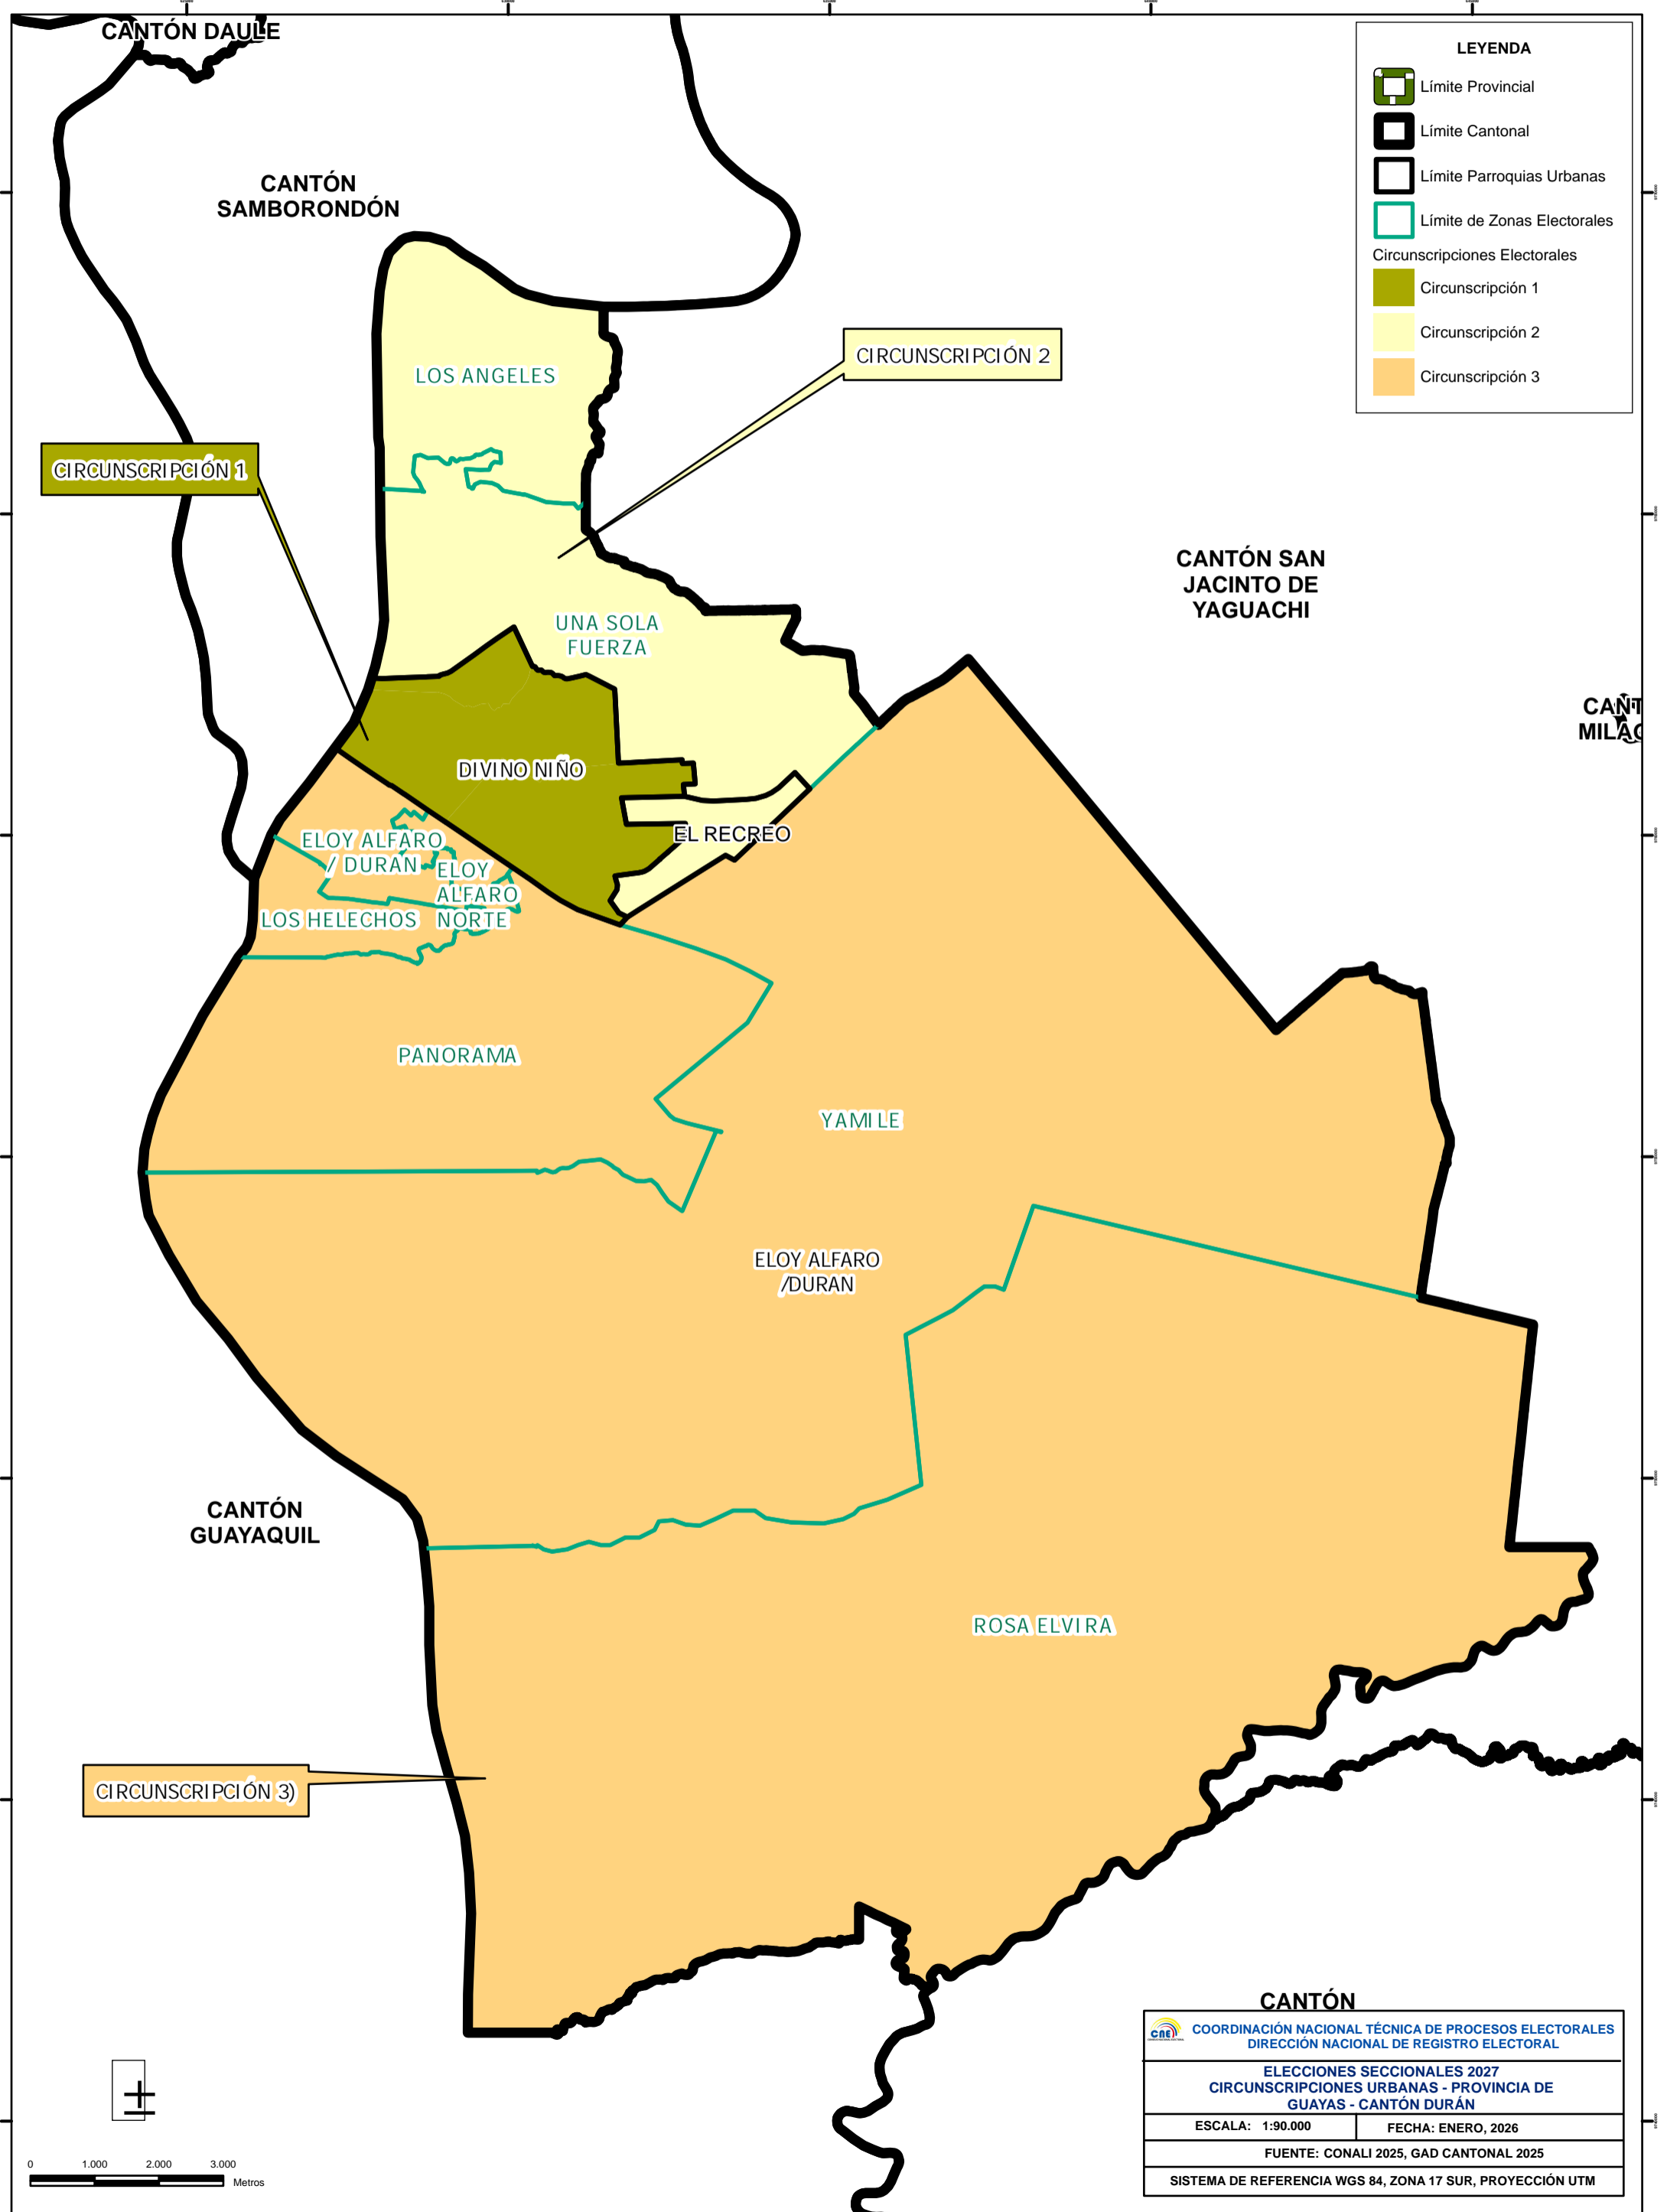 CANTÓN DAULE
LEYENDA
Límite Provincial
Límite Cantonal
Límite Parroquias Urbanas
Límite de Zonas Electorales
Circunscripciones Electorales
Circunscripción 1
Circunscripción 2
Circunscripción 3
CANTÓN
SAMBORONDÓN
CIRCUNSCRIPCIÓN 2
LOS ANGELES
CIRCUNSCRIPCIÓN 1
CANTÓN SAN
JACINTO DE
YAGUACHI
UNA SOLA
FUERZA
CANT
MILAG
DIVINO NIÑO
EL RECREO
ELOY ALFARO
/ DURAN
ELOY
ALFARO
NORTE
LOS HELECHOS
PANORAMA
YAMILE
ELOY ALFARO
/DURAN
CANTÓN
GUAYAQUIL
ROSA ELVIRA
CIRCUNSCRIPCIÓN 3)
CANTÓN
CNE
COORDINACIÓN NACIONAL TÉCNICA DE PROCESOS ELECTORALES
DIRECCIÓN NACIONAL DE REGISTRO ELECTORAL
ELECCIONES SECCIONALES 2027
CIRCUNSCRIPCIONES URBANAS - PROVINCIA DE
GUAYAS - CANTÓN DURÁN
ESCALA: 1:90.000
FECHA: ENERO, 2026
FUENTE: CONALI 2025, GAD CANTONAL 2025
SISTEMA DE REFERENCIA WGS 84, ZONA 17 SUR, PROYECCIÓN UTM
0 1.000 2.000 3.000
Metros